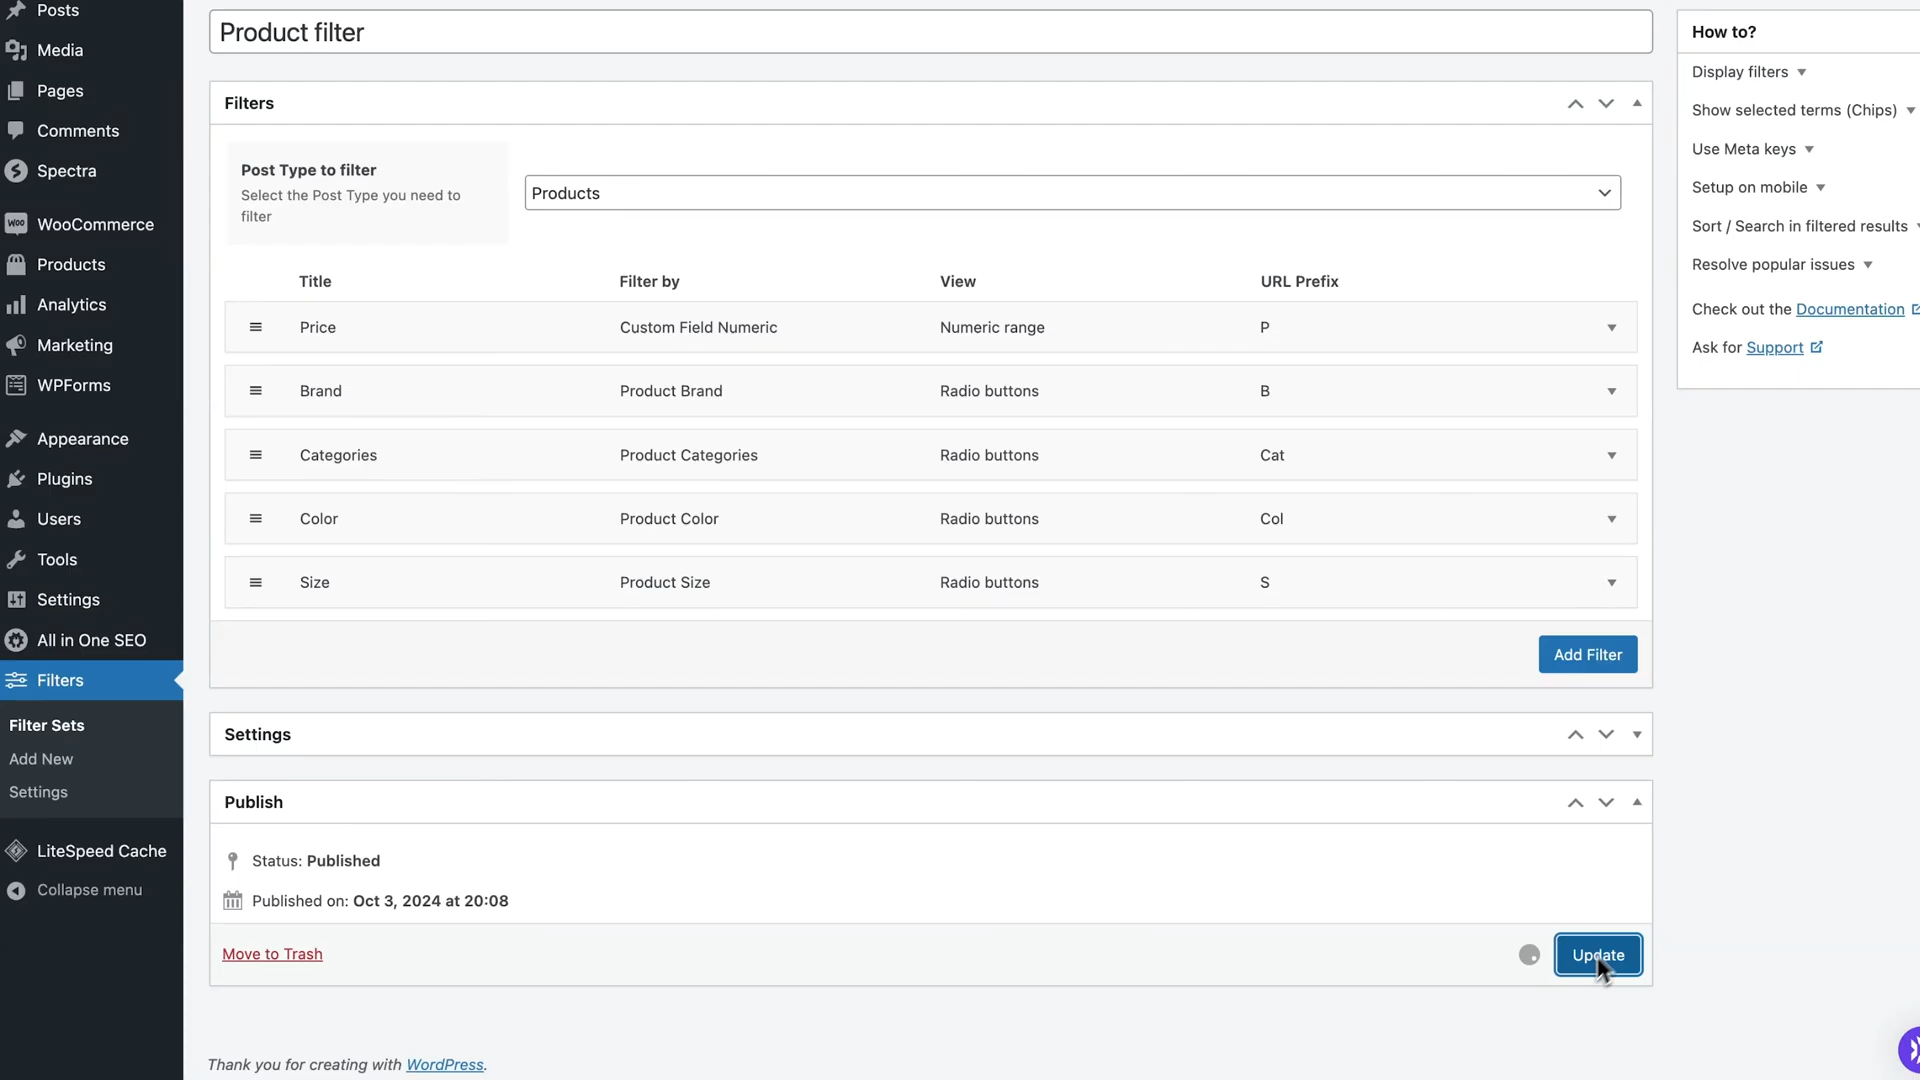 Posts
Media
Pages
Comments
Spectra
WooCommerce
Products
Analytics
Marketing
WPForms
Appearance
Plugins
Users
Tools
Settings
All in One SEO
Filters
Filter Sets
Add New
Settings
LiteSpeed Cache
Collapse menu
Product filter
Filters
Post Type to filter
Select the Post Type you need to
filter
Products
Title Filter by View URL Prefix
Price Custom Field Numeric Numeric range P
Brand Product Brand Radio buttons B
Categories Product Categories Radio buttons Cat
Color Product Color Radio buttons Col
Size Product Size Radio buttons S
Add Filter
Settings
Publish
Status: Published
Published on: Oct 3, 2024 at 20:08
Move to Trash
Update
Thank you for creating with WordPress.
How to?
Display filters
Show selected terms (Chips)
Use Meta keys
Setup on mobile
Sort / Search in filtered results
Resolve popular issues
Check out the Documentation
Ask for Support